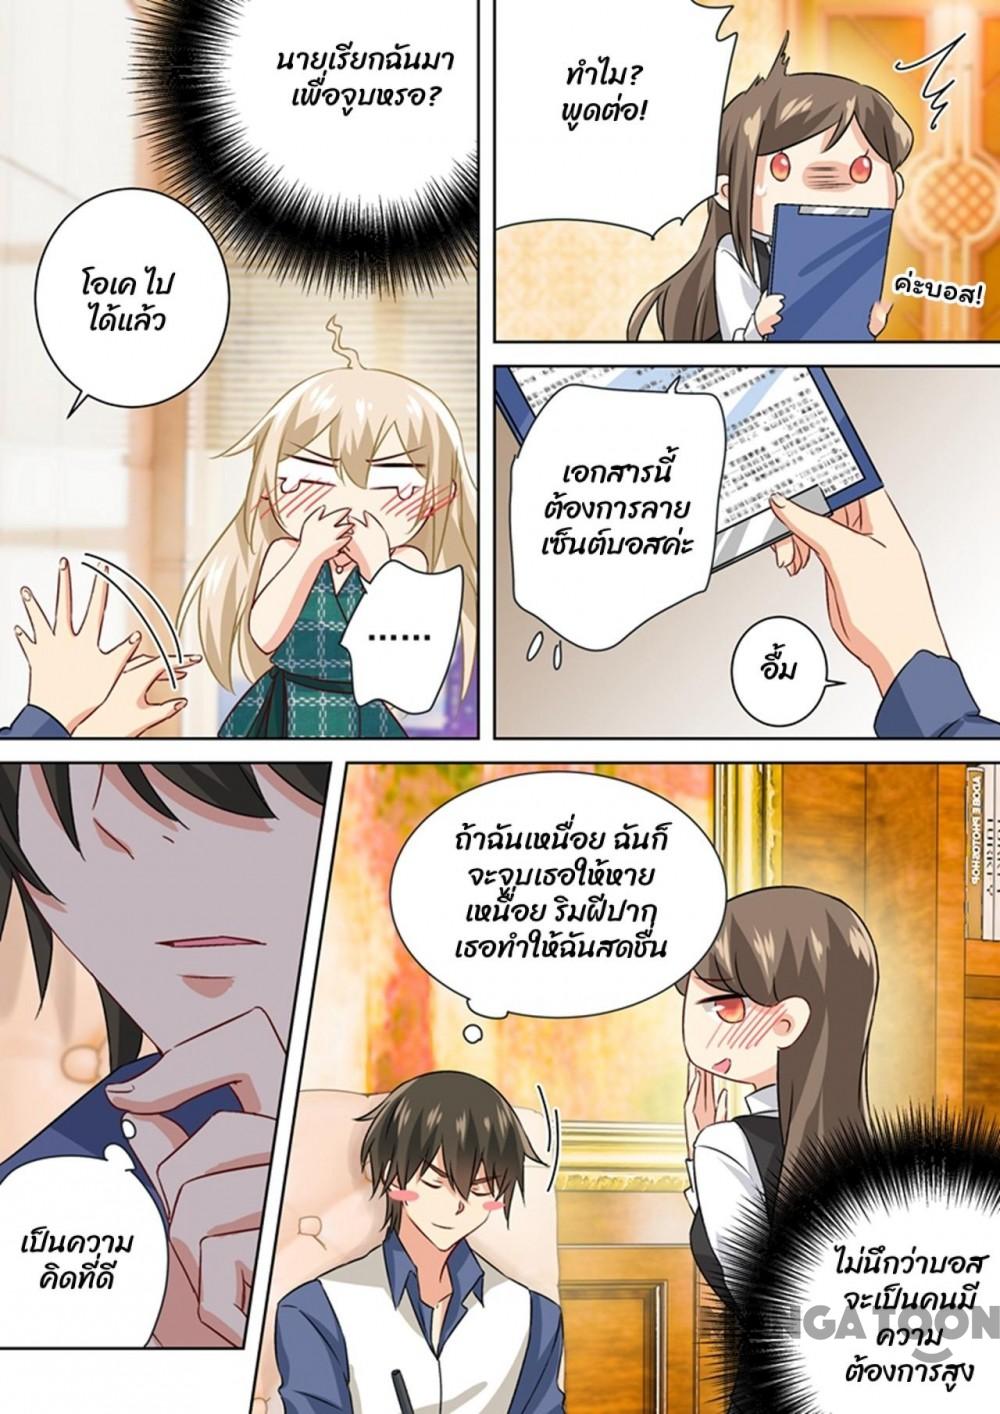 นายเรียกฉันมา
เพื่อจูบหรอ?
ทำไม?
พูดต่อ!
ค่ะบอส!
โอเค ไป
ได้แล้ว
.......
เอกสารนี้
ต้องการลาย
เซ็นต์บอสค่ะ
อื้ม
ถ้าฉันเหนื่อย ฉันก็
จะจูบเธอให้หาย
เหนื่อย ริมฝีปาก
เธอทำให้ฉันสดชื่น
ADOBE PHOTOSHOP
เป็นความ
คิดที่ดี
ไม่นึกว่าบอส
จะเป็นคนมี
ความ
ต้องการสูง
NGATOON